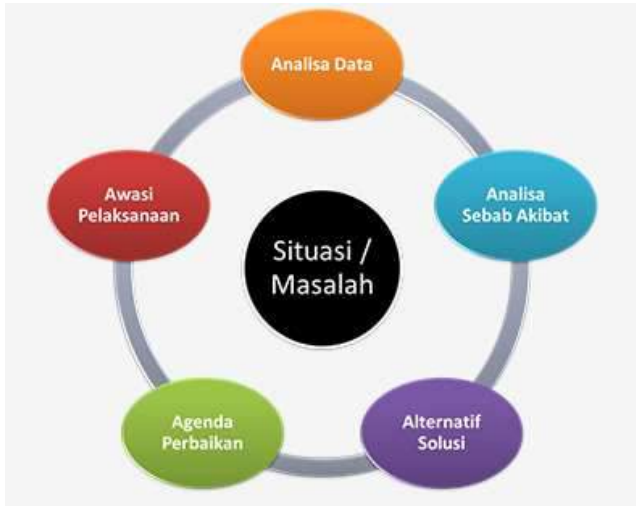 Analisa Data
Analisa
Sebab Akibat
Alternatif
Solusi
Agenda
Perbaikan
Awasi
Pelaksanaan
Situasi /
Masalah